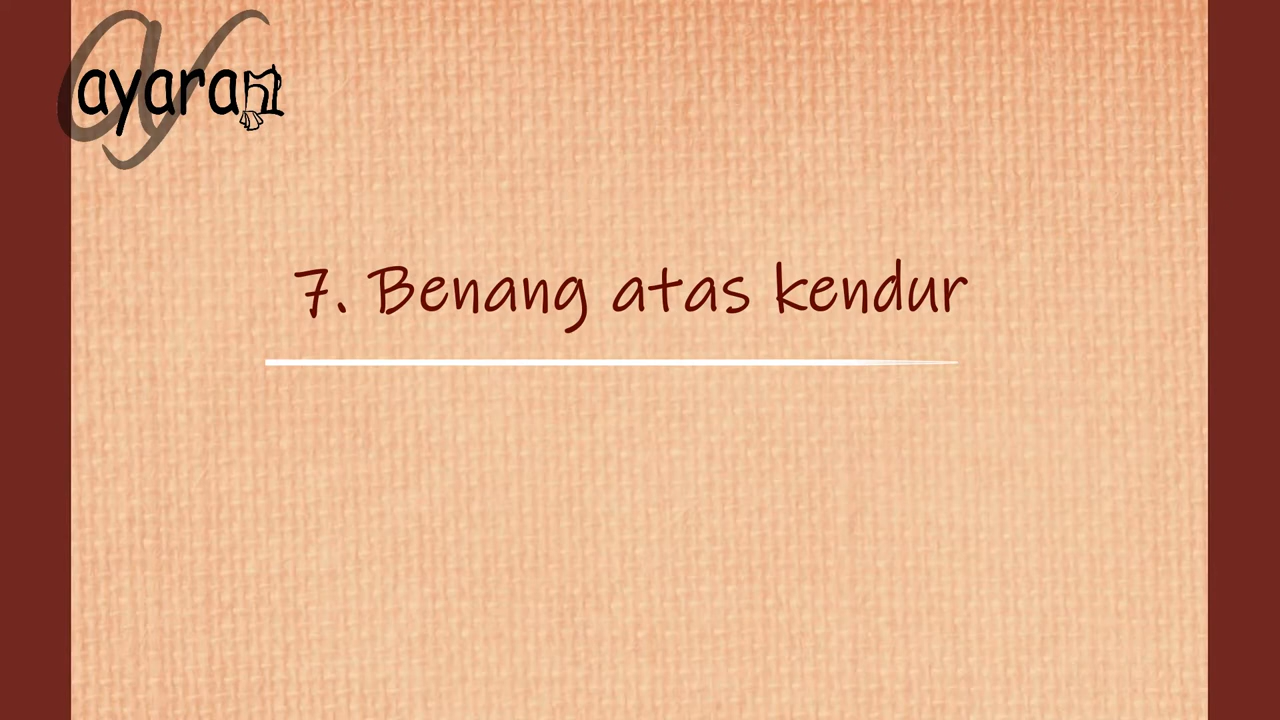 ayaran
7. Benang atas kendur